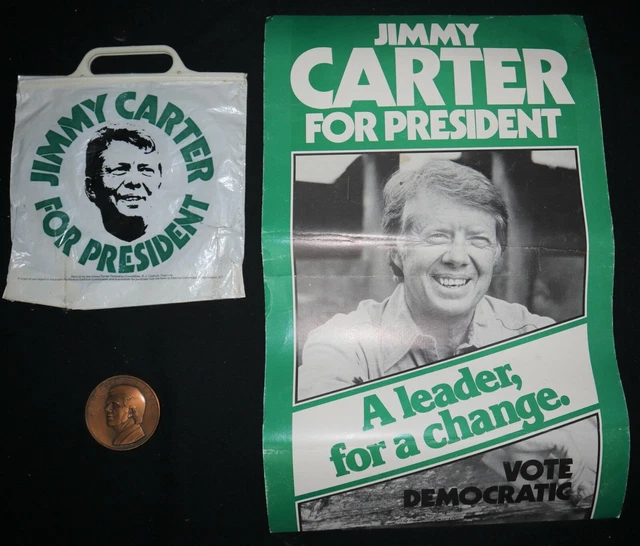 JIMMY CARTER
FOR PRESIDENT
JIMMY
CARTER
FOR PRESIDENT
A leader,
for a change.
VOTE
DEMOCRATIC